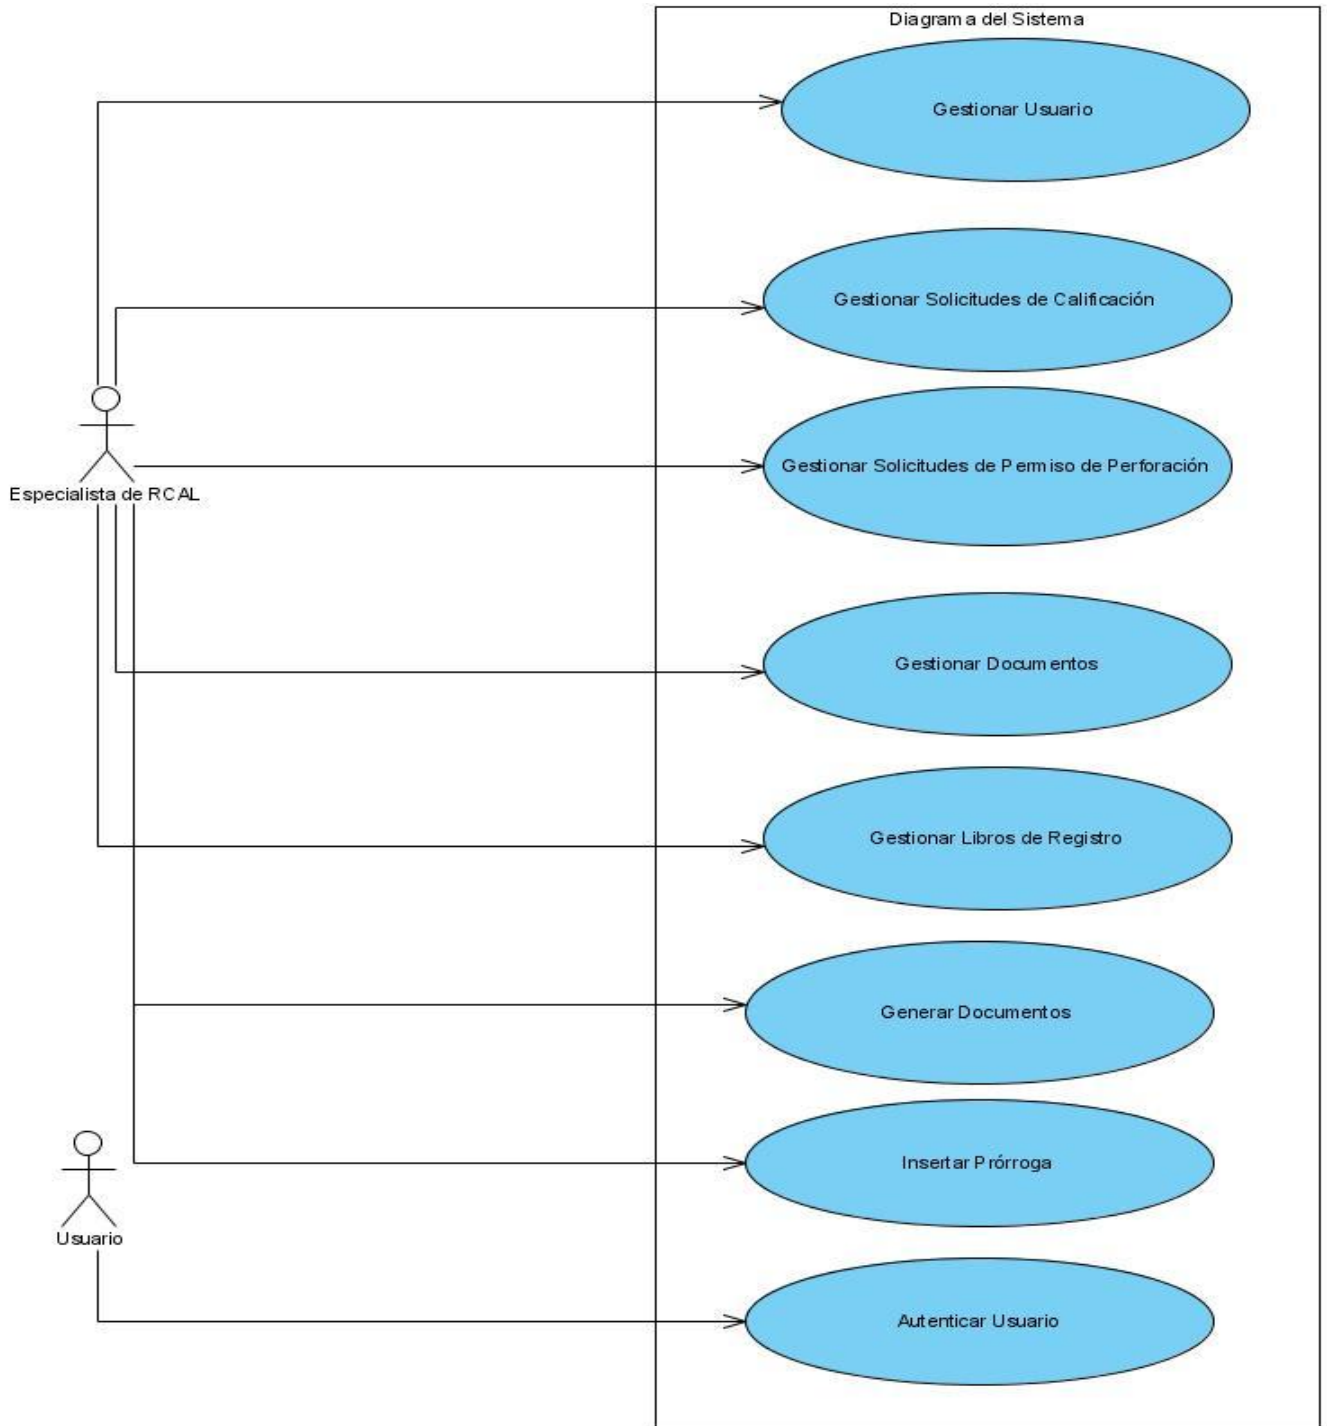 Diagrama del Sistema
Gestionar Usuario
Gestionar Solicitudes de Calificación
Gestionar Solicitudes de Permiso de Perforación
Especialista de RCAL
Gestionar Documentos
Gestionar Libros de Registro
Generar Documentos
Insertar Prórroga
Usuario
Autenticar Usuario